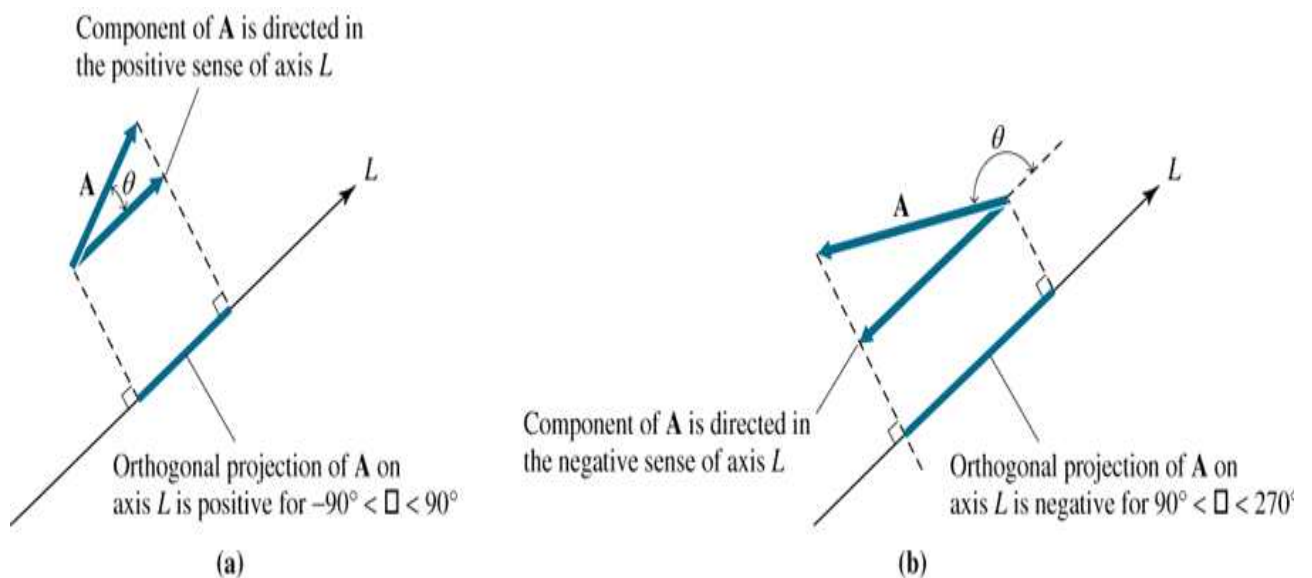 Component of A is directed in
the positive sense of axis L
A
θ
L
Orthogonal projection of A on
axis L is positive for –90° < □ < 90°
(a)
θ
A
L
Component of A is directed in
the negative sense of axis L
Orthogonal projection of A on
axis L is negative for 90° < □ < 270°
(b)